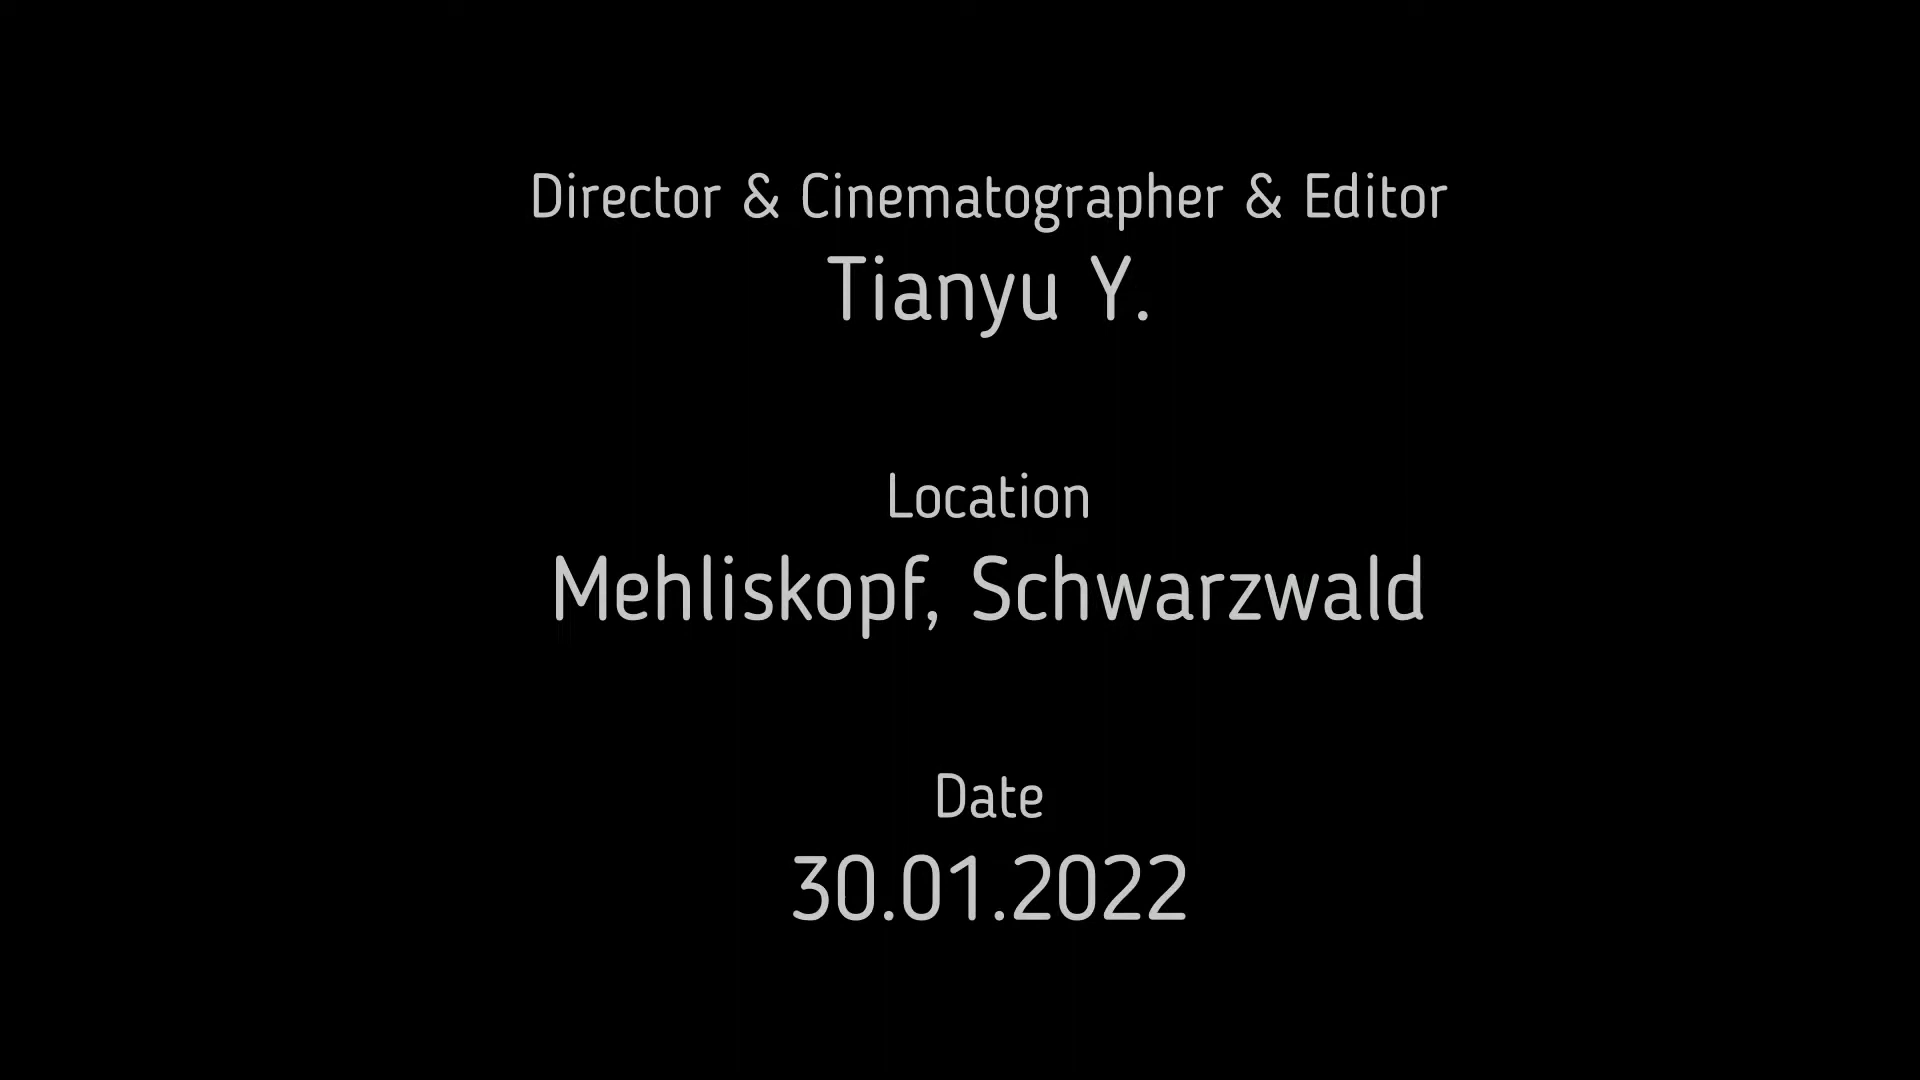 Director & Cinematographer & Editor
Tianyu Y.
Location
Mehliskopf, Schwarzwald
Date
30.01.2022